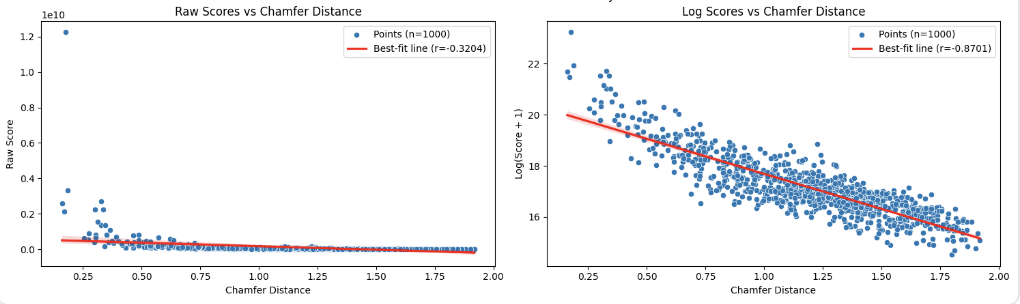 Raw Scores vs Chamfer Distance
1e10
Points (n=1000)
Best-fit line (r=-0.3204)
1.2
1.0
0.8
0.6
0.4
0.2
0.0
Raw Score
0.25 0.50 0.75 1.00 1.25 1.50 1.75 2.00
Chamfer Distance
Log Scores vs Chamfer Distance
Points (n=1000)
Best-fit line (r=-0.8701)
22
20
18
16
Log(Score + 1)
0.25 0.50 0.75 1.00 1.25 1.50 1.75 2.00
Chamfer Distance